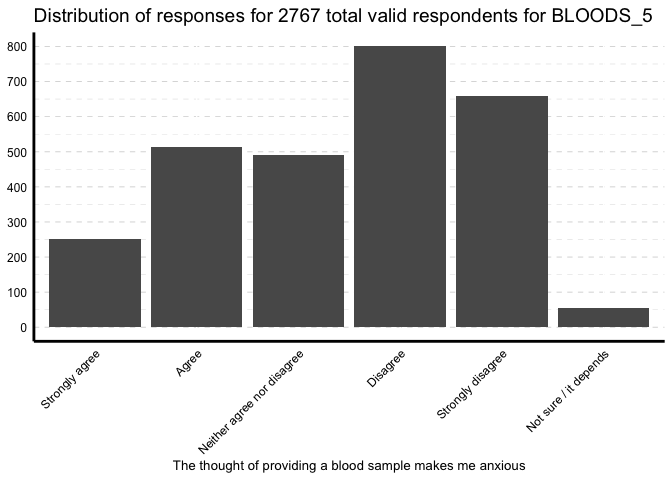 Distribution of responses for 2767 total valid respondents for BLOODS_5
800
700
600
500
400
300
200
100
0
Strongly agree
Agree
Neither agree nor disagree
Disagree
Strongly disagree
Not sure / it depends
The thought of providing a blood sample makes me anxious